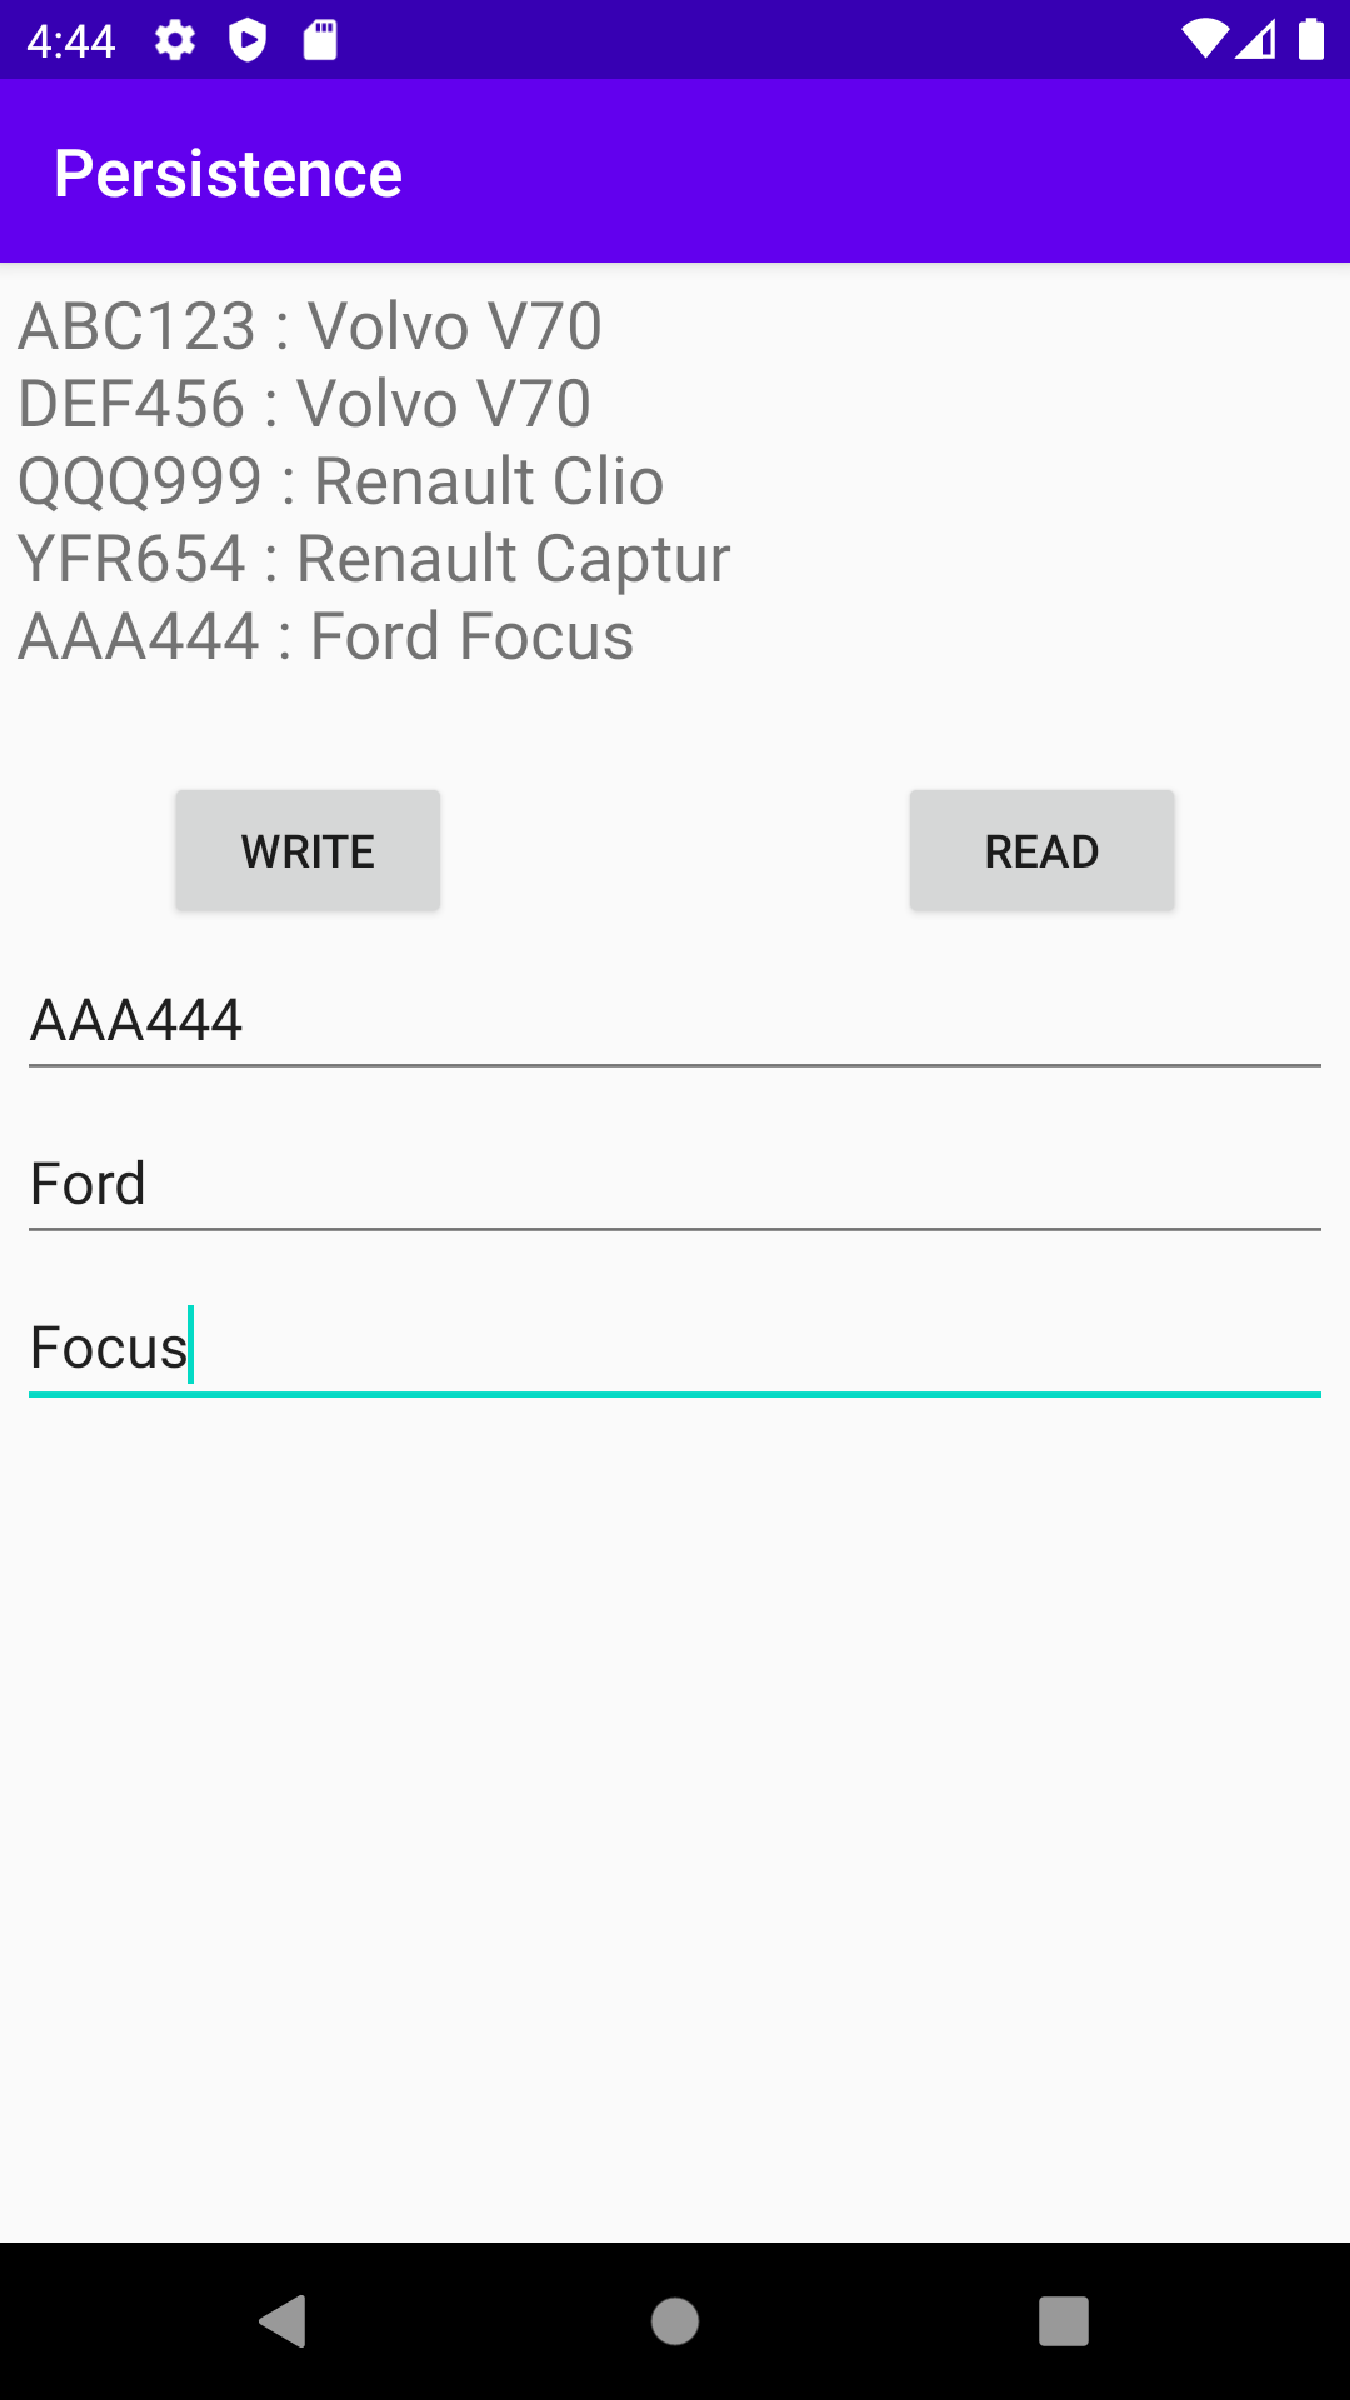 4:44
Persistence
ABC123 : Volvo V70
DEF456 : Volvo V70
QQQ999 : Renault Clio
YFR654 : Renault Captur
AAA444 : Ford Focus
WRITE
READ
AAA444
Ford
Focus